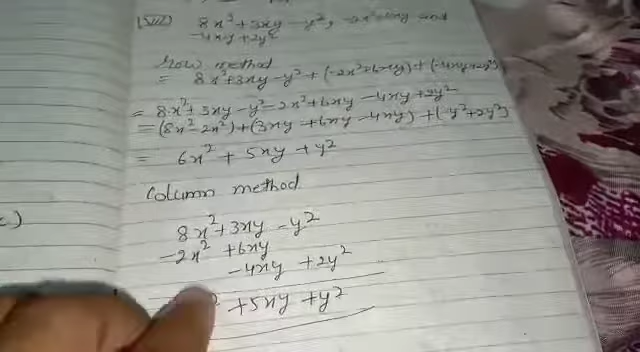 (viii) 8x²+3xy-y², -2x²+6xy and
-4xy+2y²
Row method
= 8x²+3xy-y²+(-2x²+6xy)+(-4xy+2y²)
= 8x²+3xy-y²-2x²+6xy-4xy+2y²
=(8x²-2x²)+(3xy+6xy-4xy)+(-y²+2y²)
= 6x²+5xy+y²
column method
8x²+3xy-y²
-2x²+6xy
-4xy+2y²
² +5xy+y²